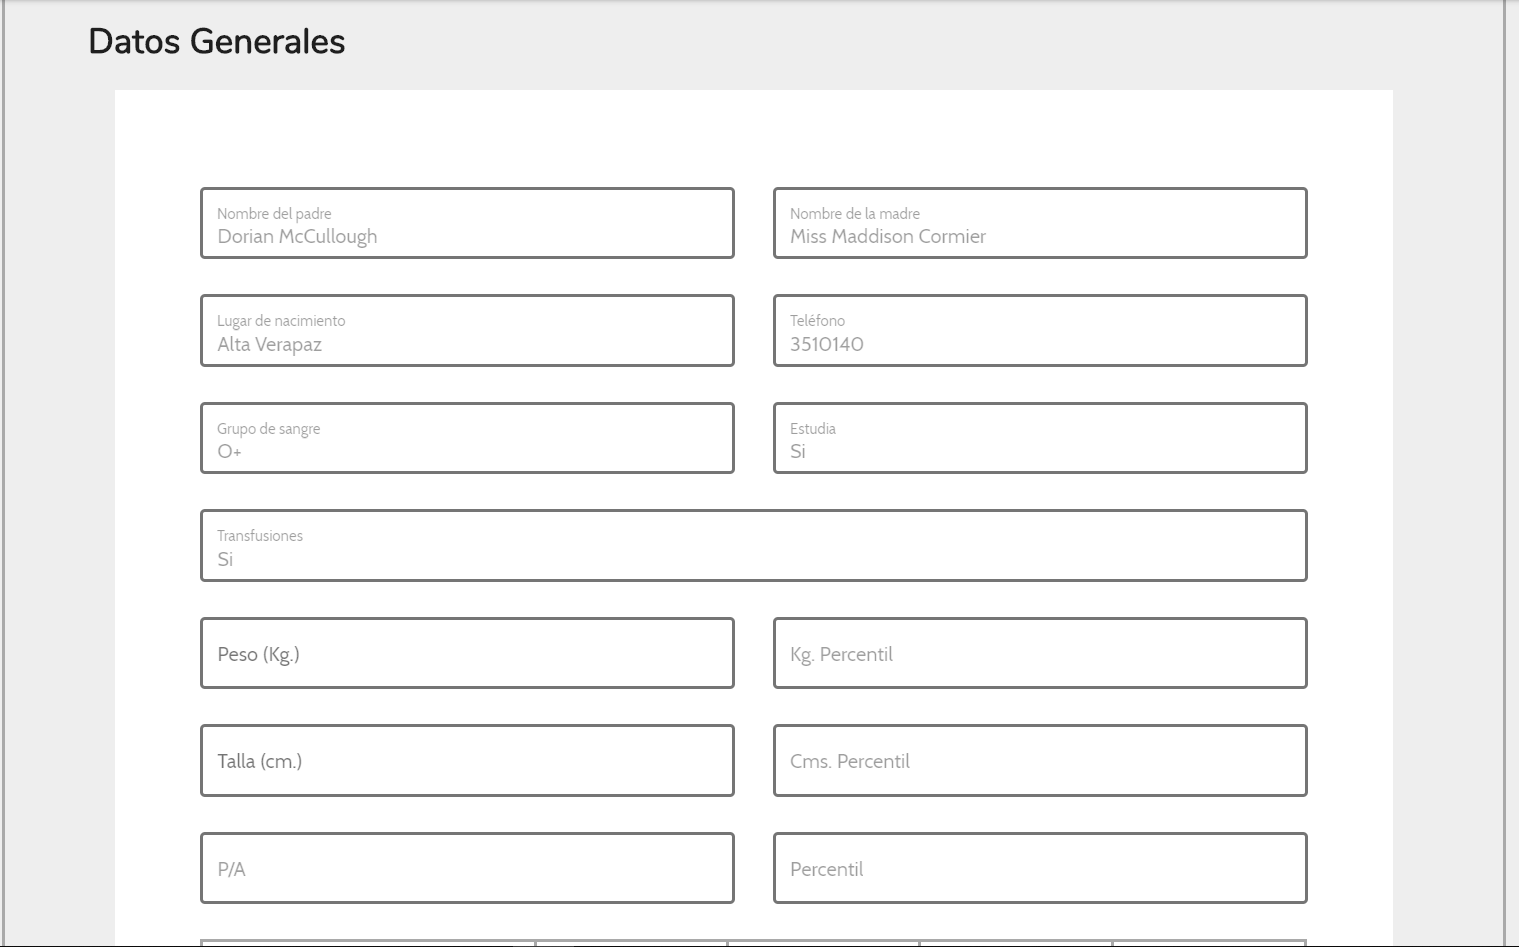 Datos Generales
Nombre del padre
Dorian McCullough
Nombre de la madre
Miss Maddison Cormier
Lugar de nacimiento
Alta Verapaz
Teléfono
3510140
Grupo de sangre
O+
Estudia
Si
Transfusiones
Si
Peso (Kg.)
Kg. Percentil
Talla (cm.)
Cms. Percentil
P/A
Percentil